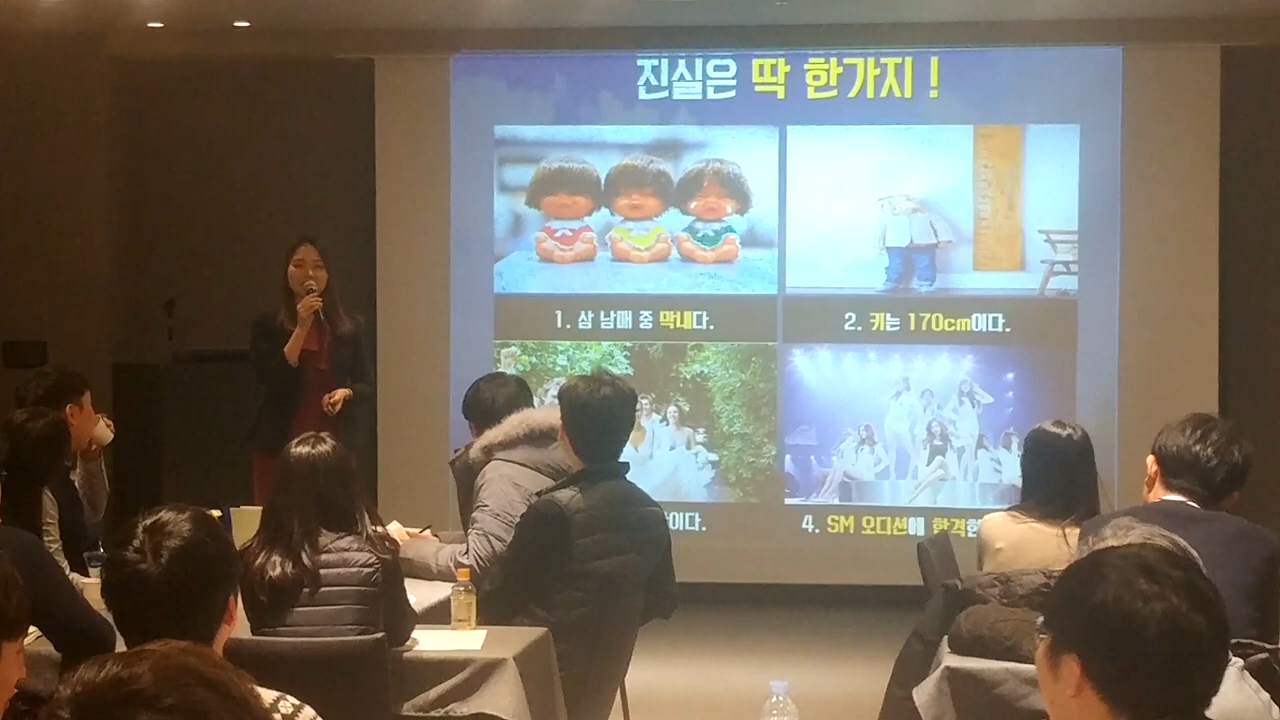 진실은 딱 한가지 !
1. 삼 남매 중 막내다.
2. 키는 170cm이다.
이다.
4. SM 오디션에 합격